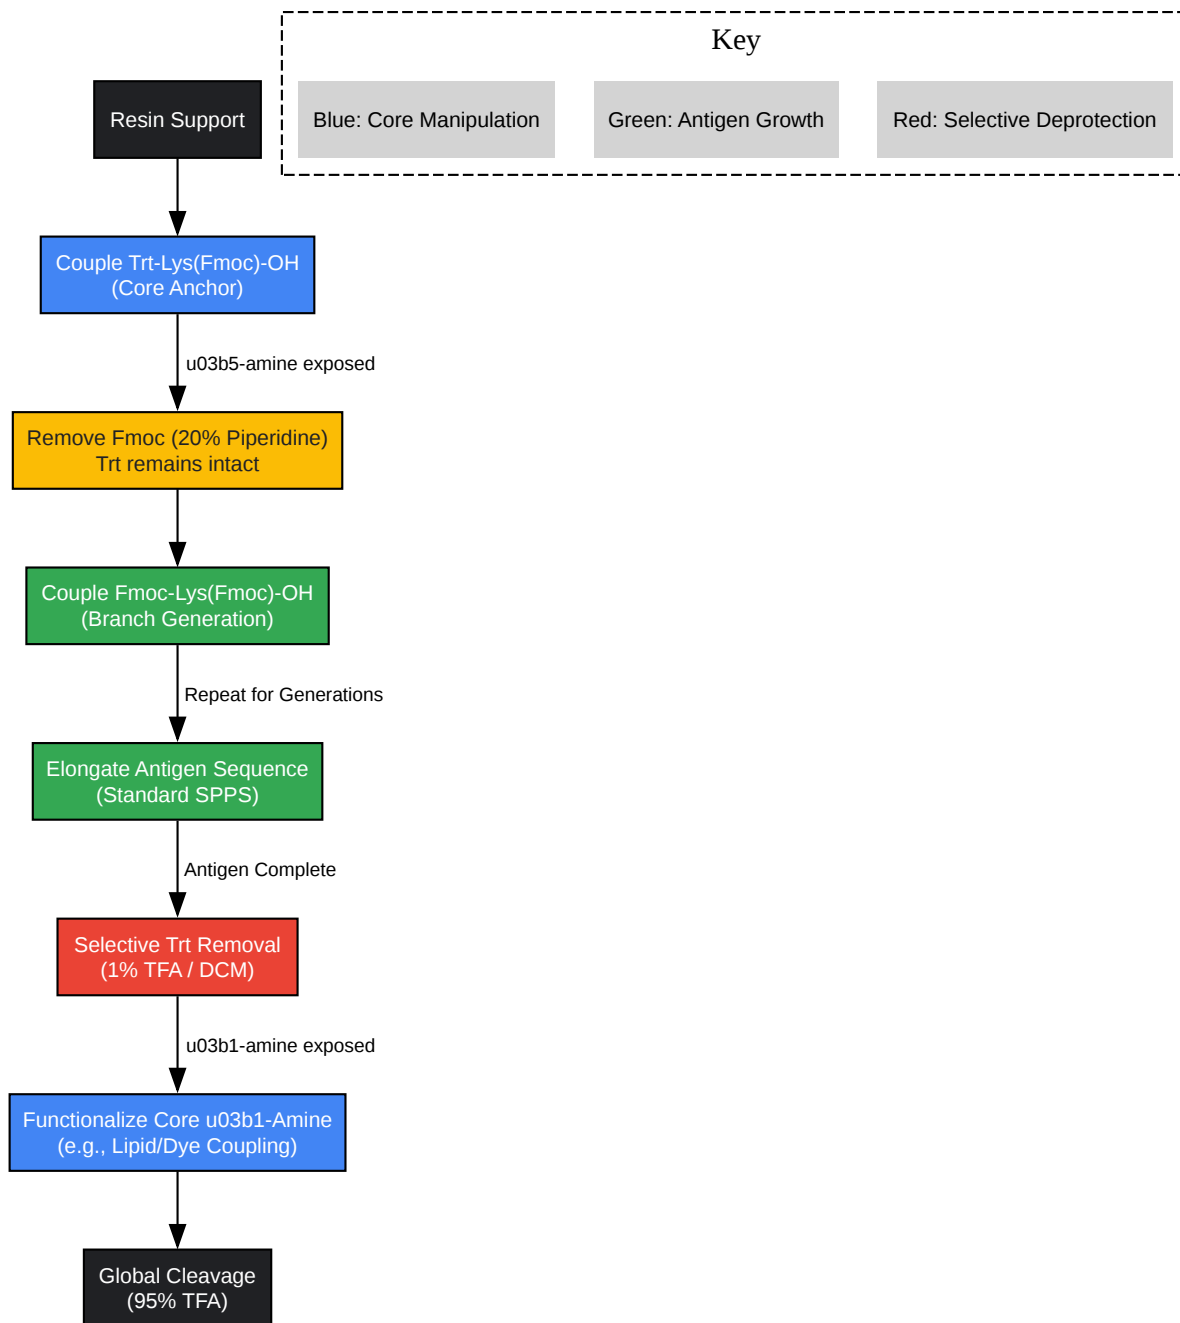 Key
Resin Support
Blue: Core Manipulation
Green: Antigen Growth
Red: Selective Deprotection
Couple Trt-Lys(Fmoc)-OH
(Core Anchor)
u03b5-amine exposed
Remove Fmoc (20% Piperidine)
Trt remains intact
Couple Fmoc-Lys(Fmoc)-OH
(Branch Generation)
Repeat for Generations
Elongate Antigen Sequence
(Standard SPPS)
Antigen Complete
Selective Trt Removal
(1% TFA / DCM)
u03b1-amine exposed
Functionalize Core u03b1-Amine
(e.g., Lipid/Dye Coupling)
Global Cleavage
(95% TFA)